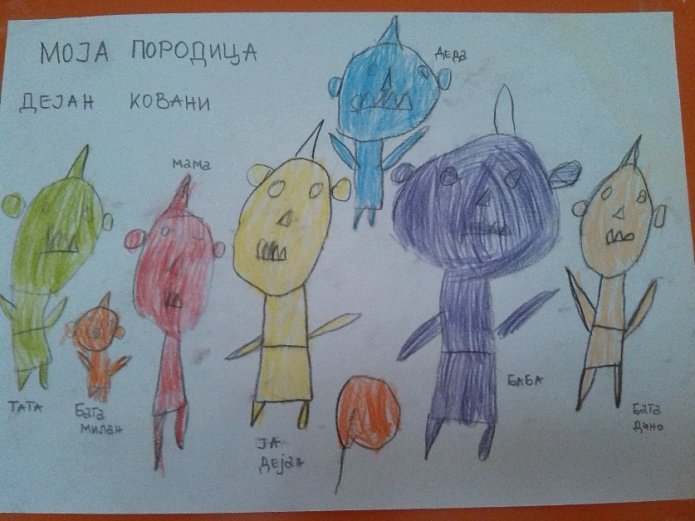 МОЈА ПОРОДИЦА
ДЕЈАН КОВАНИ
деда
мама
ТАТА
Бата
милан
ЈА
Дејан
БАБА
БАТА
Дино